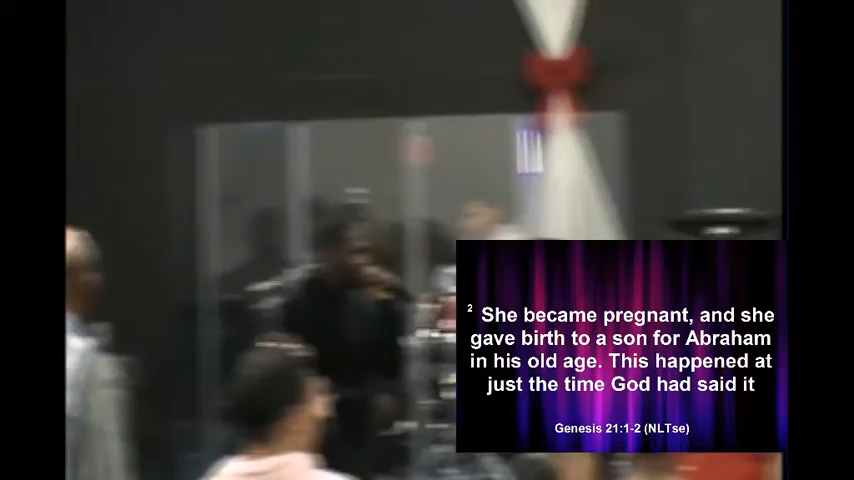 2 She became pregnant, and she
gave birth to a son for Abraham
in his old age. This happened at
just the time God had said it
Genesis 21:1-2 (NLTse)